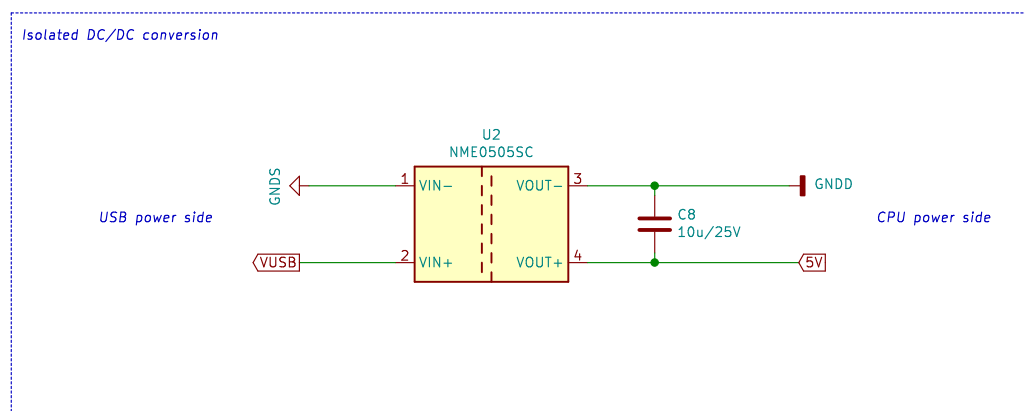 Isolated DC/DC conversion
U2
NME0505SC
GNDS
1
VIN-
VOUT-
3
GNDD
USB power side
C8
10u/25V
CPU power side
VUSB
2
VIN+
VOUT+
4
5V